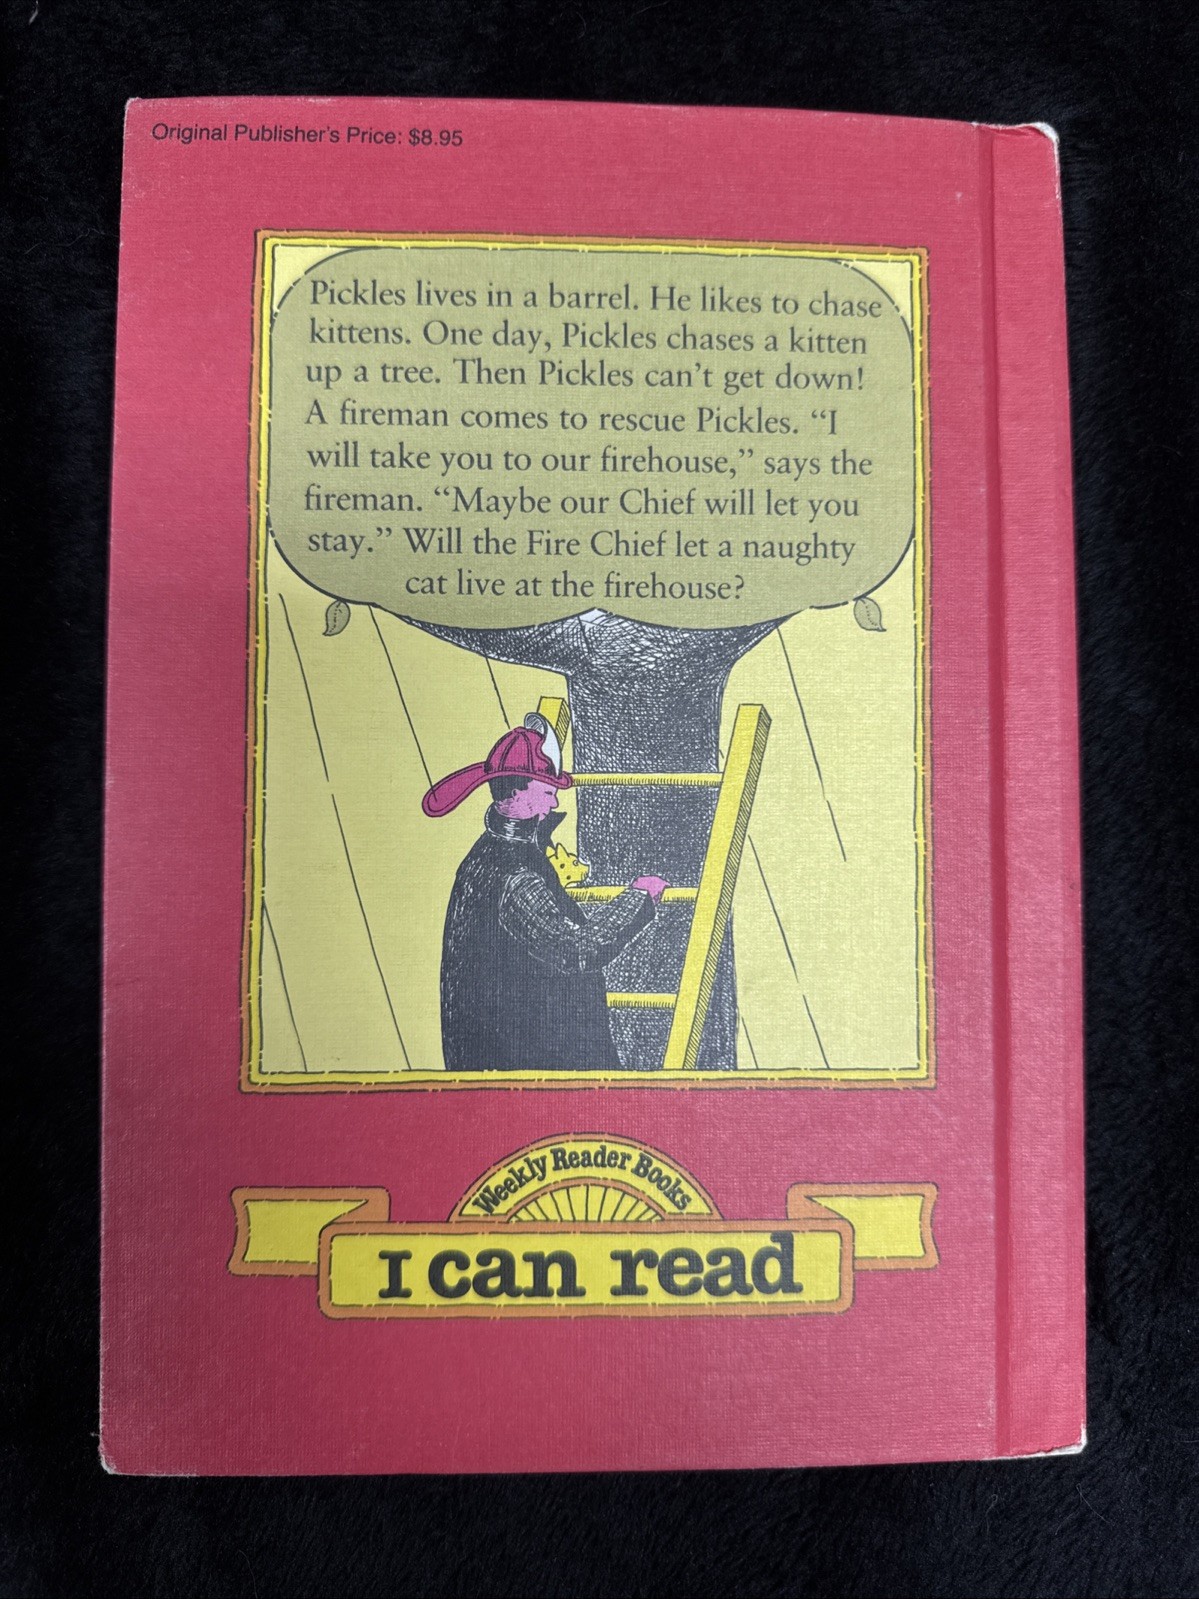 Original Publisher's Price: $8.95
Pickles lives in a barrel. He likes to chase
kittens. One day, Pickles chases a kitten
up a tree. Then Pickles can't get down!
A fireman comes to rescue Pickles. “I
will take you to our firehouse,” says the
fireman. “Maybe our Chief will let you
stay.” Will the Fire Chief let a naughty
cat live at the firehouse?
Weekly Reader Books
I can read